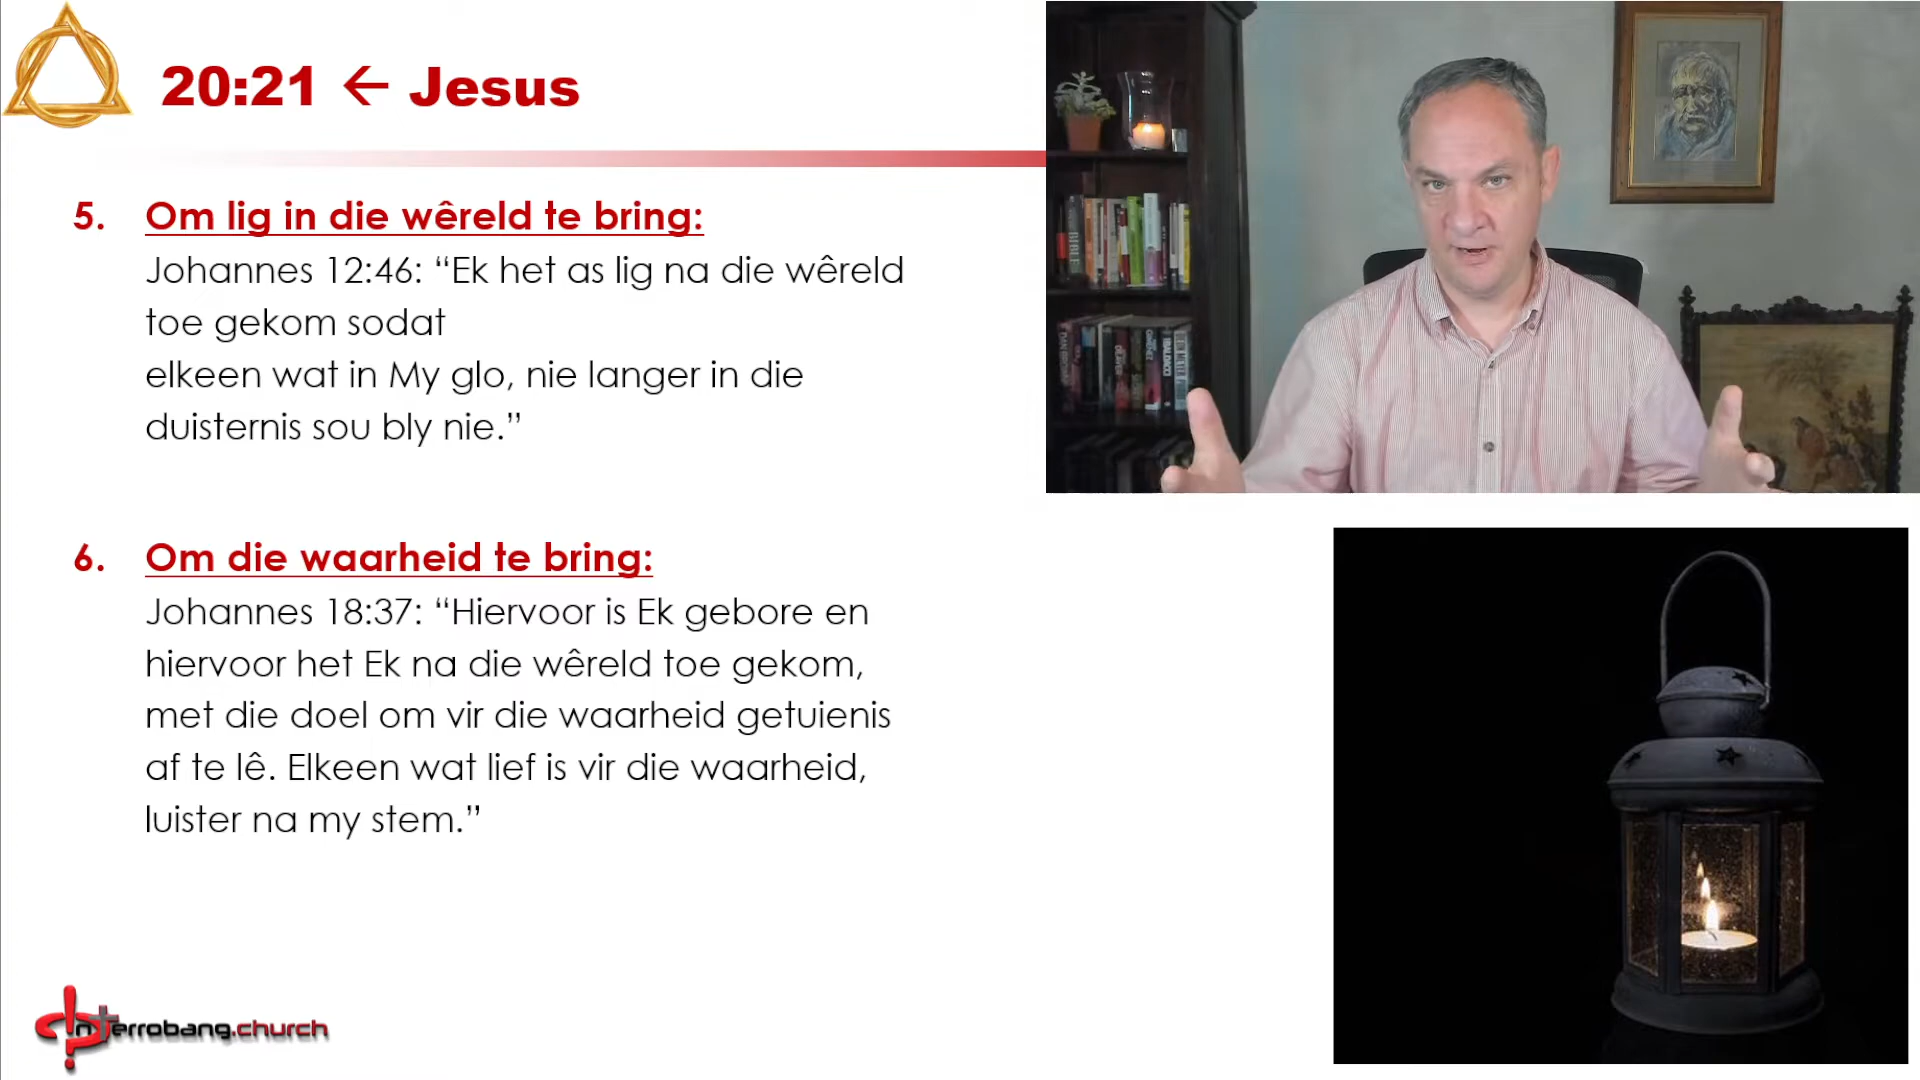 20:21 ← Jesus
5. Om lig in die wêreld te bring:
Johannes 12:46: “Ek het as lig na die wêreld
toe gekom sodat
elkeen wat in My glo, nie langer in die
duisternis sou bly nie.”
6. Om die waarheid te bring:
Johannes 18:37: “Hiervoor is Ek gebore en
hiervoor het Ek na die wêreld toe gekom,
met die doel om vir die waarheid getuienis
af te lê. Elkeen wat lief is vir die waarheid,
luister na my stem.”
Interrobang.church